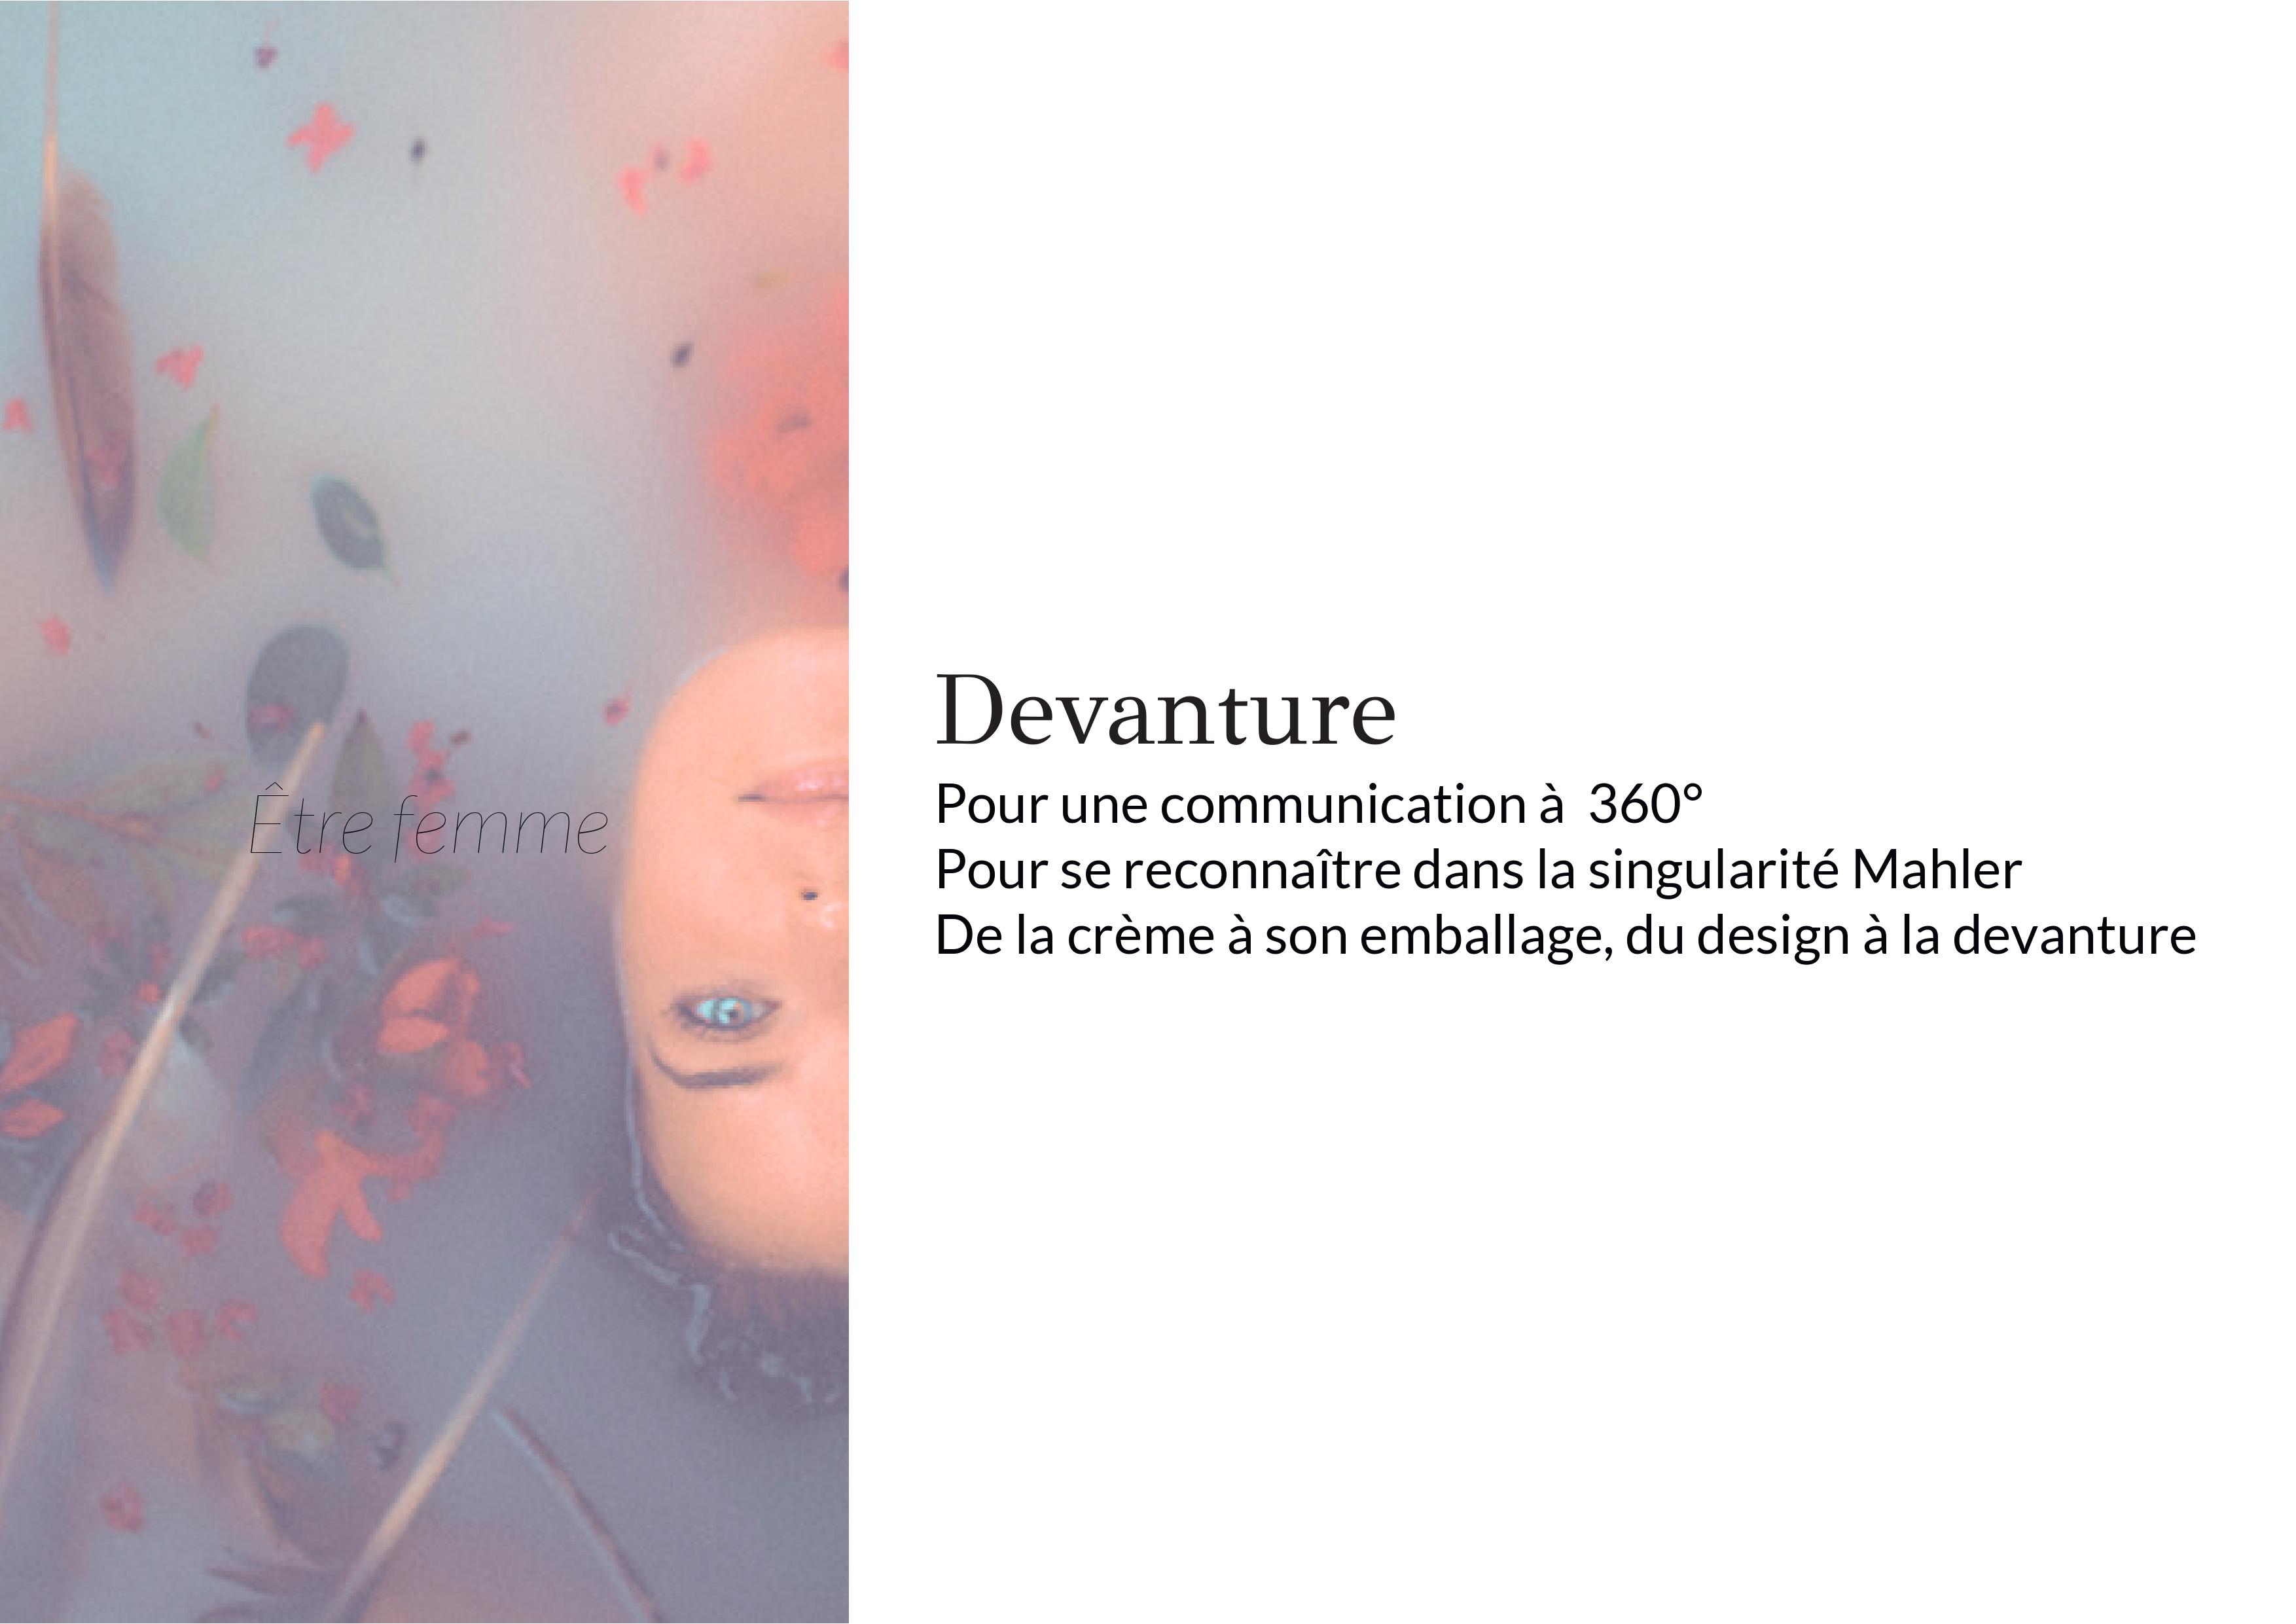 Être femme
Devanture
Pour une communication à  360°
Pour se reconnaître dans la singularité Mahler
De la crème à son emballage, du design à la devanture